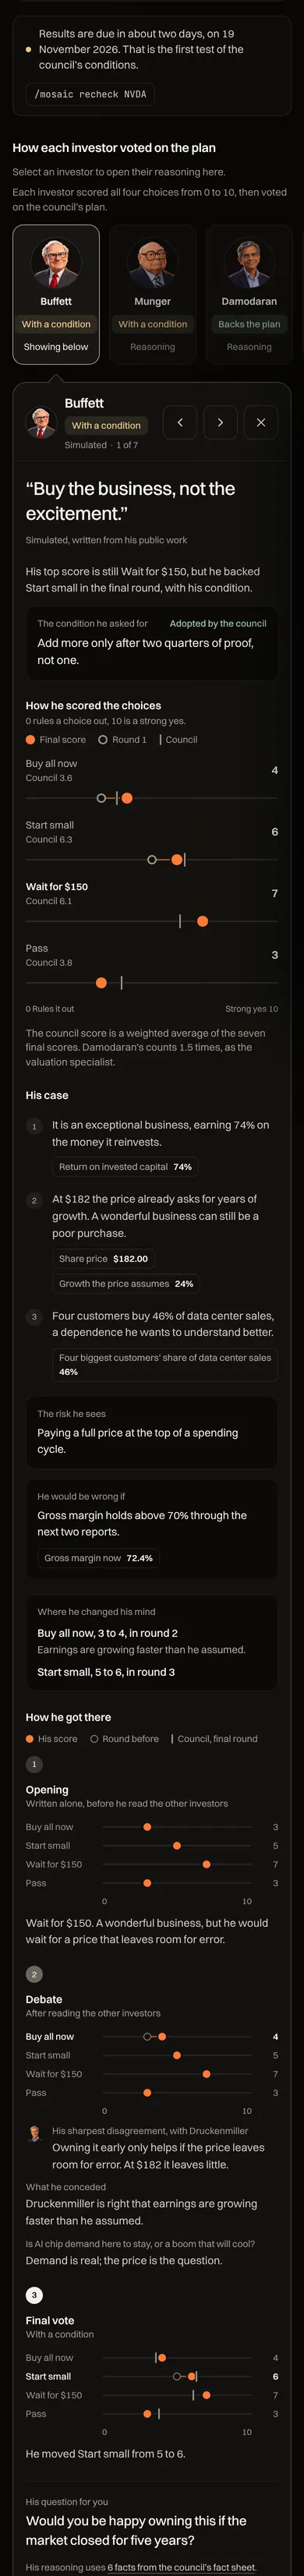 Results are due in about two days, on 19
November 2026. That is the first test of the
council’s conditions.
/mosaic recheck NVDA
How each investor voted on the plan
Select an investor to open their reasoning here.
Each investor scored all four choices from 0 to 10, then voted
on the council’s plan.
Buffett
With a condition
Showing below
Munger
With a condition
Reasoning
Damodaran
Backs the plan
Reasoning
Buffett
With a condition
Simulated · 1 of 7
“Buy the business, not the
excitement.”
Simulated, written from his public work
His top score is still Wait for $150, but he backed
Start small in the final round, with his condition.
The condition he asked for
Adopted by the council
Add more only after two quarters of proof,
not one.
How he scored the choices
0 rules a choice out, 10 is a strong yes.
Final score
Round 1
Council
Buy all now
Council 3.6
4
Start small
Council 6.3
6
Wait for $150
Council 6.1
7
Pass
Council 3.8
3
0 Rules it out
Strong yes 10
The council score is a weighted average of the seven
final scores. Damodaran’s counts 1.5 times, as the
valuation specialist.
His case
1
It is an exceptional business, earning 74% on
the money it reinvests.
Return on invested capital 74%
2
At $182 the price already asks for years of
growth. A wonderful business can still be a
poor purchase.
Share price $182.00
Growth the price assumes 24%
3
Four customers buy 46% of data center sales,
a dependence he wants to understand better.
Four biggest customers’ share of data center sales
46%
The risk he sees
Paying a full price at the top of a spending
cycle.
He would be wrong if
Gross margin holds above 70% through the
next two reports.
Gross margin now 72.4%
Where he changed his mind
Buy all now, 3 to 4, in round 2
Earnings are growing faster than he assumed.
Start small, 5 to 6, in round 3
How he got there
His score
Round before
Council, final round
1
Opening
Written alone, before he read the other investors
Buy all now 3
Start small 5
Wait for $150 7
Pass 3
0 10
Wait for $150. A wonderful business, but he would
wait for a price that leaves room for error.
2
Debate
After reading the other investors
Buy all now 4
Start small 5
Wait for $150 7
Pass 3
0 10
His sharpest disagreement, with Druckenmiller
Owning it early only helps if the price leaves
room for error. At $182 it leaves little.
What he conceded
Druckenmiller is right that earnings are growing
faster than he assumed.
Is AI chip demand here to stay, or a boom that will cool?
Demand is real; the price is the question.
3
Final vote
With a condition
Buy all now 4
Start small 6
Wait for $150 7
Pass 3
0 10
He moved Start small from 5 to 6.
His question for you
Would you be happy owning this if the
market closed for five years?
His reasoning uses 6 facts from the council’s fact sheet.